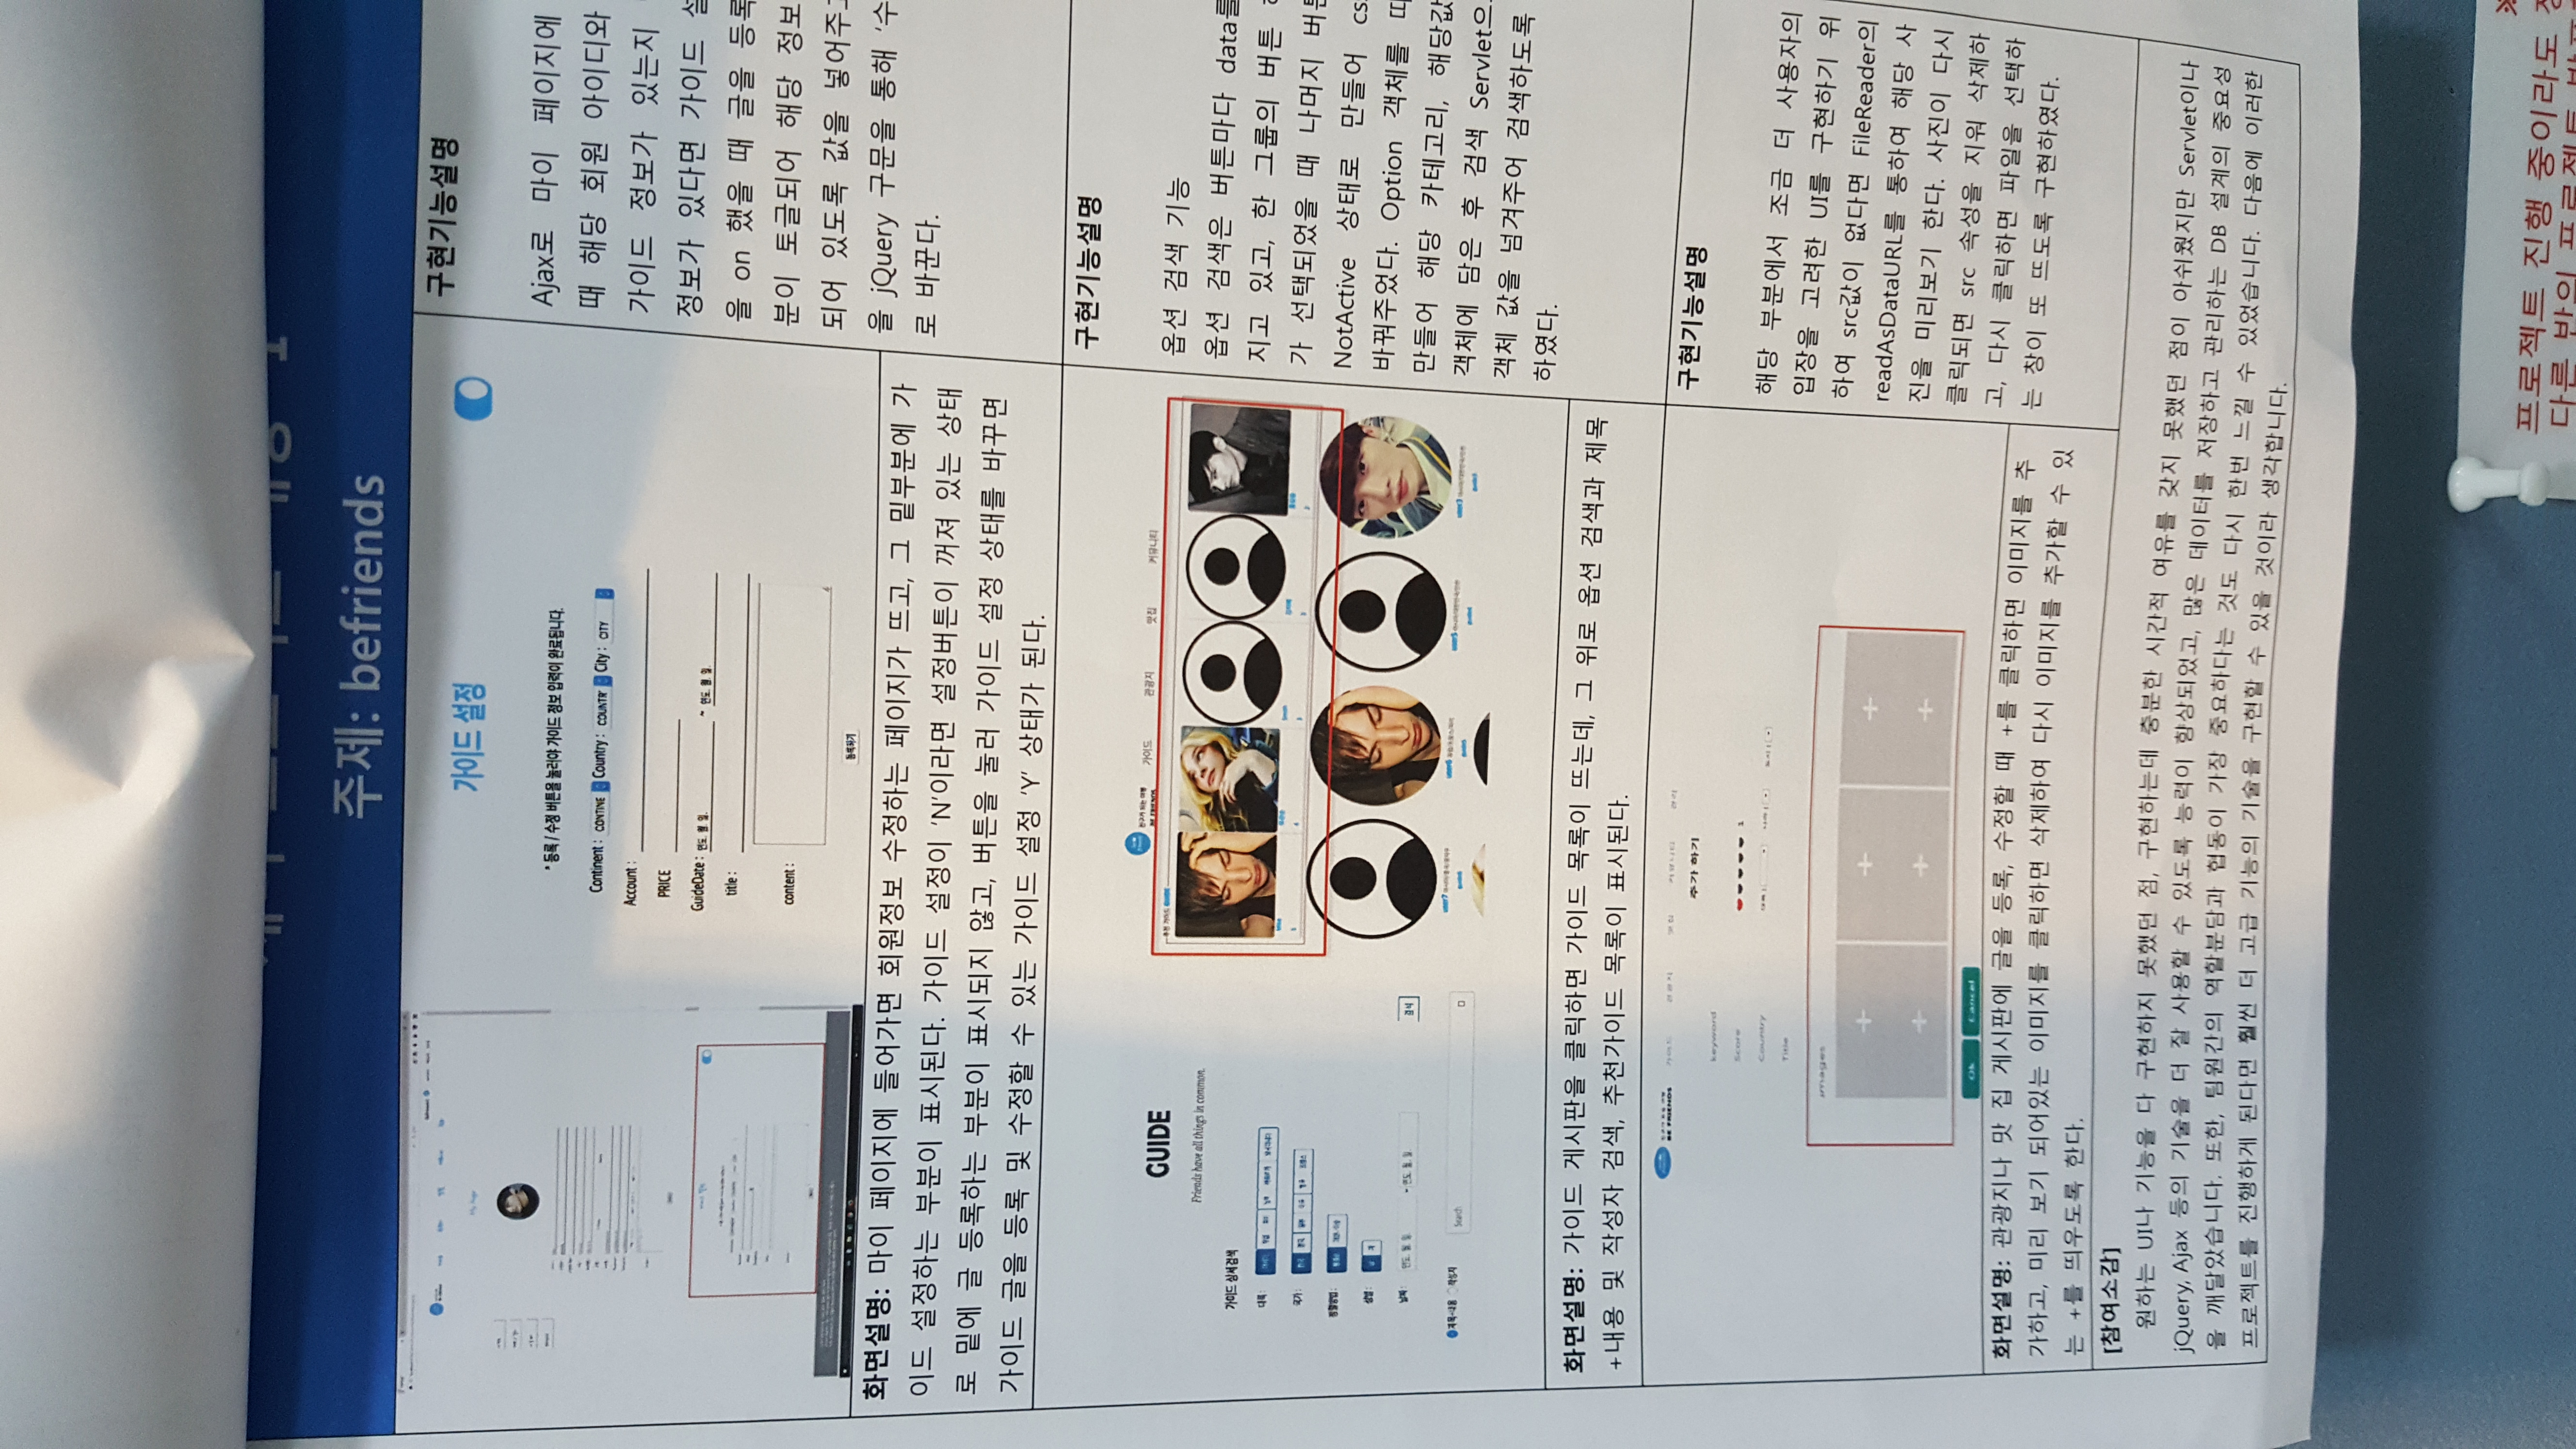 주제: befriends
가이드 설정
* 등록 / 수정 버튼을 눌러야 가이드 정보 입력이 완료됩니다.
Continent : CONTINE Country : COUNTR City : CITY
Account :
PRICE
GuideDate : 연도. 월. 일. ~ 연도. 월. 일.
title :
content :
등록하기
구현기능설명
Ajax로 마이 페이지에
때 해당 회원 아이디와
가이드 정보가 있는지
정보가 있다면 가이드
을 on 했을 때 글을 등록
분이 토글되어 해당 정보
되어 있도록 값을 넣어주고
을 jQuery 구문을 통해 '수
로 바꾼다.
화면설명: 마이 페이지에 들어가면 회원정보 수정하는 페이지가 뜨고, 그 밑부분에 가
이드 설정하는 부분이 표시된다. 가이드 설정이 'N'이라면 설정버튼이 꺼져 있는 상태
로 밑에 글 등록하는 부분이 표시되지 않고, 버튼을 눌러 가이드 설정 상태를 바꾸면
가이드 글을 등록 및 수정할 수 있는 가이드 설정 'Y' 상태가 된다.
GUIDE
Friends have all things in common.
가이드 상세검색
대륙 :
국가 :
성별 :
날짜 : 연도. 월. 일. ~ 연도. 월. 일. 검색
제목+내용 작성자 Search
친구가 되는 여행
BE FRIENDS
가이드 관광지 맛집 커뮤니티
추천 가이드 GUIDE
user7
user6
user5
user3
구현기능설명
옵션 검색 기능
옵션 검색은 버튼마다 data를
지고 있고, 한 그룹의 버튼
가 선택되었을 때 나머지 버튼
NotActive 상태로 만들어
바꿔주었다. Option 객체를
만들어 해당 카테고리, 해당값
객체에 담은 후 검색 Servlet으
객체 값을 넘겨주어 검색하도록
하였다.
화면설명: 가이드 게시판을 클릭하면 가이드 목록이 뜨는데, 그 위로 옵션 검색과 제목
+내용 및 작성자 검색, 추천가이드 목록이 표시된다.
BE FRIENDS 가이드 관광지 맛집 커뮤니티 관리
추가 하기
keyword
Score 1
Country
Title
images
Ok Cancel
구현기능설명
해당 부분에서 조금 더 사용자의
입장을 고려한 UI를 구현하기 위
하여 src값이 없다면 FileReader의
readAsDataURL를 통하여 해당 사
진을 미리보기 한다. 사진이 다시
클릭되면 src 속성을 지워 삭제하
고, 다시 클릭하면 파일을 선택하
는 창이 또 뜨도록 구현하였다.
화면설명: 관광지나 맛 집 게시판에 글을 등록, 수정할 때 +를 클릭하면 이미지를 추
가하고, 미리 보기 되어있는 이미지를 클릭하면 삭제하여 다시 이미지를 추가할 수 있
는 +를 띄우도록 한다.
[참여소감]
원하는 UI나 기능을 다 구현하지 못했던 점, 구현하는데 충분한 시간적 여유를 갖지 못했던 점이 아쉬웠지만 Servlet이나
jQuery, Ajax 등의 기술을 더 잘 사용할 수 있도록 능력이 향상되었고, 많은 데이터를 저장하고 관리하는 DB 설계의 중요성
을 깨달았습니다. 또한, 팀원간의 역할분담과 협동이 가장 중요하다는 것도 다시 한번 느낄 수 있었습니다. 다음에 이러한
프로젝트를 진행하게 된다면 훨씬 더 고급 기능의 기술을 구현할 수 있을 것이라 생각합니다.
※
프로젝트 진행 중이라도
다른 반의 프로젝트